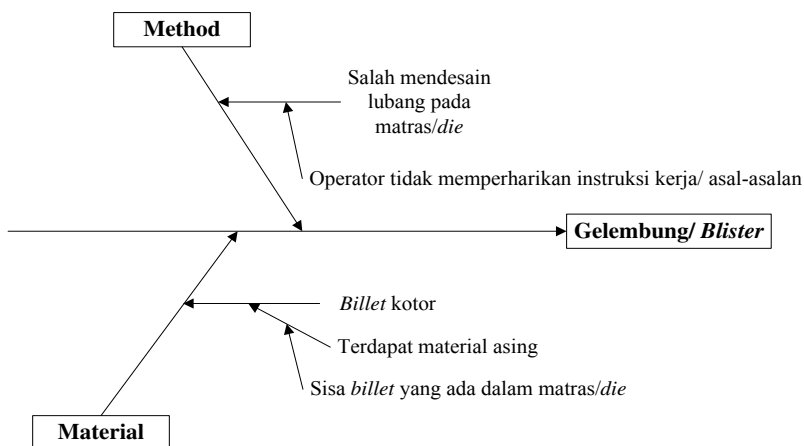 Method
Salah mendesain
lubang pada
matras/die
Operator tidak memperharikan instruksi kerja/ asal-asalan
Gelembung/ Blister
Billet kotor
Terdapat material asing
Sisa billet yang ada dalam matras/die
Material